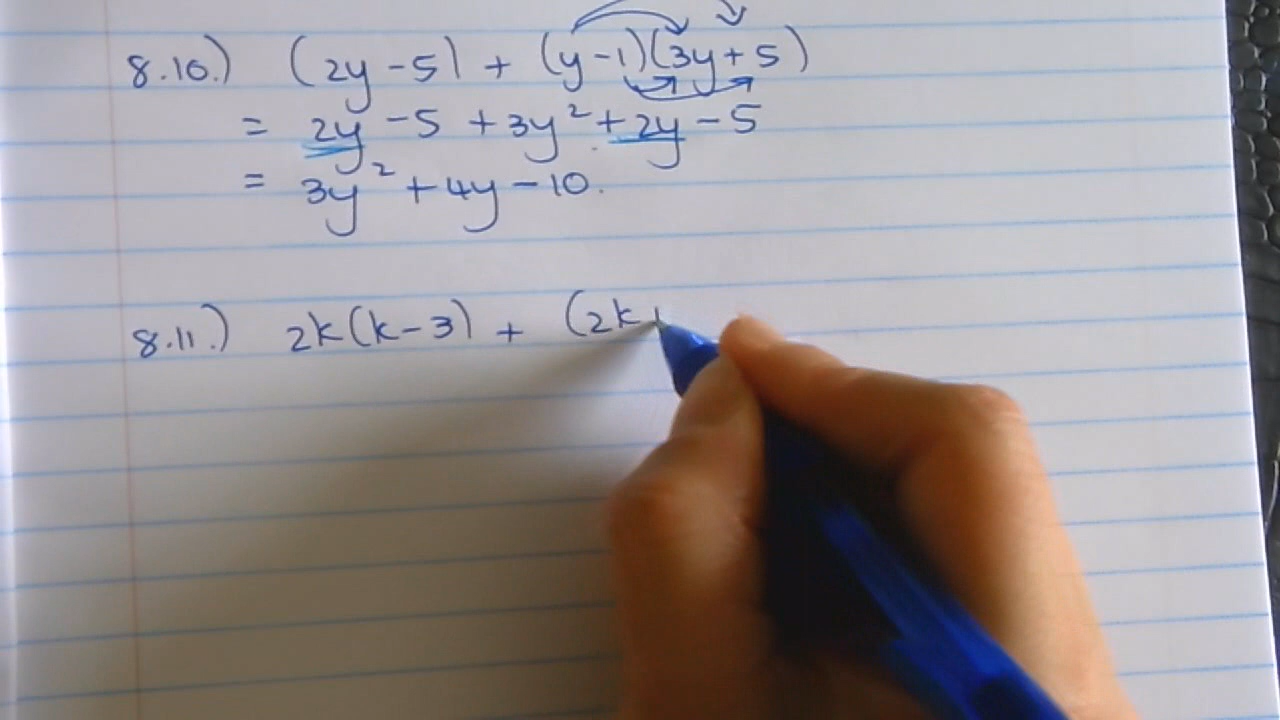 8.10.) (2y - 5) + (y - 1)(3y + 5)
= 2y - 5 + 3y² + 2y - 5
= 3y² + 4y - 10.
8.11.) 2k(k - 3) + (2k